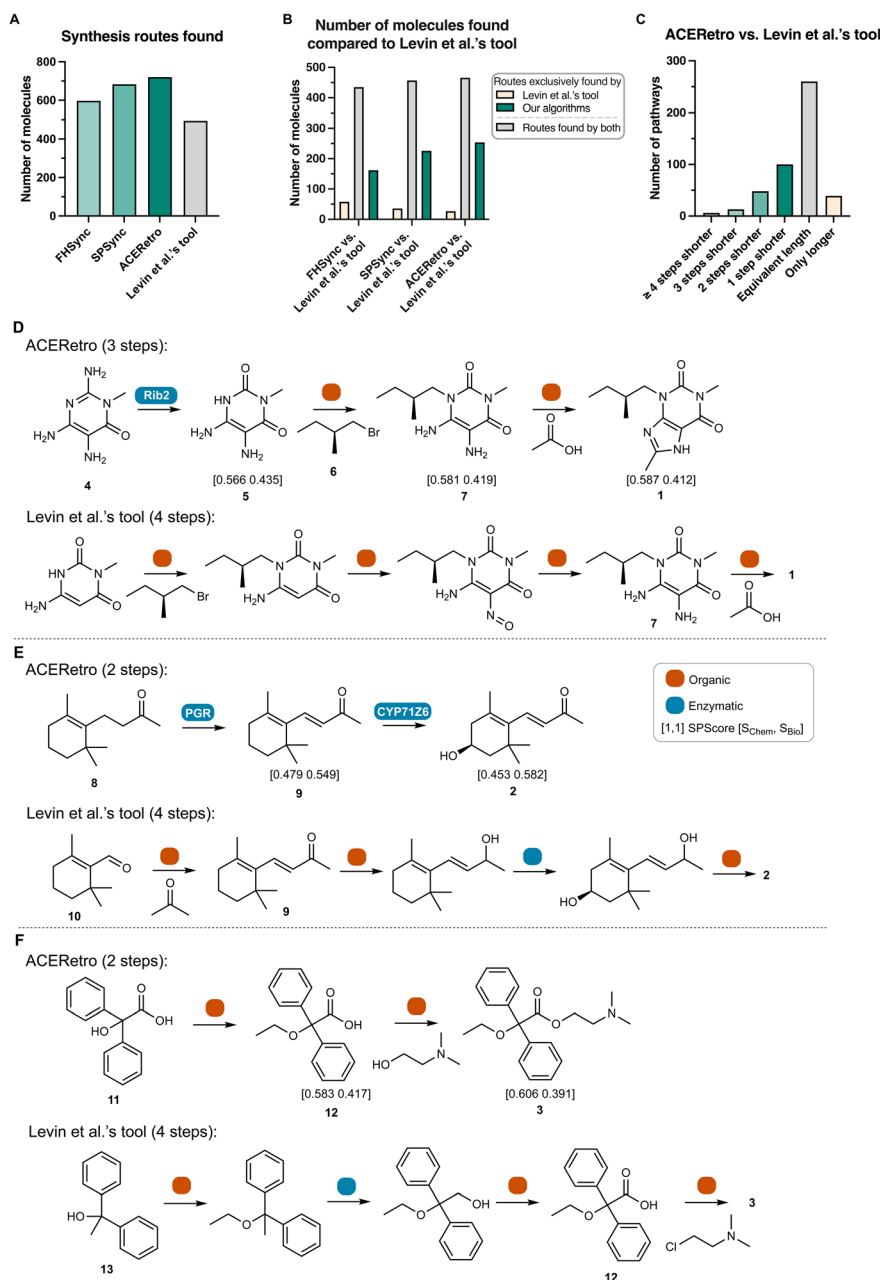 A
Synthesis routes found
Number of molecules
800
600
400
200
0
FHSync
SPSync
ACERetro
Levin et al.'s tool
B
Number of molecules found
compared to Levin et al.'s tool
Number of molecules
500
400
300
200
100
0
FHSync vs.
Levin et al.'s tool
SPSync vs.
Levin et al.'s tool
ACERetro vs.
Levin et al.'s tool
Routes exclusively found by
Levin et al.'s tool
Our algorithms
Routes found by both
C
ACERetro vs. Levin et al.'s tool
Number of pathways
300
200
100
0
≥ 4 steps shorter
3 steps shorter
2 steps shorter
1 step shorter
Equivalent length
Only longer
D
ACERetro (3 steps):
NH2
N
N
H2N
O
NH2
4
Rib2
O
HN
N
H2N
O
NH2
[0.566 0.435]
5
Br
6
O
N
N
H2N
O
NH2
[0.581 0.419]
7
O
OH
O
N
N
N
O
NH
[0.587 0.412]
1
Levin et al.'s tool (4 steps):
O
HN
N
H2N
O
Br
O
N
N
H2N
O
O
N
N
H2N
O
N
O
O
N
N
H2N
O
NH2
7
O
OH
1
E
ACERetro (2 steps):
O
8
PGR
O
[0.479 0.549]
9
CYP71Z6
O
HO
[0.453 0.582]
2
Organic
Enzymatic
[1,1] SPScore [SChem, SBio]
Levin et al.'s tool (4 steps):
O
10
O
O
9
OH
OH
HO
2
F
ACERetro (2 steps):
O
OH
HO
11
O
OH
O
[0.583 0.417]
12
HO
N
O
O
N
O
[0.606 0.391]
3
Levin et al.'s tool (4 steps):
HO
13
O
OH
O
O
OH
O
12
Cl
N
3